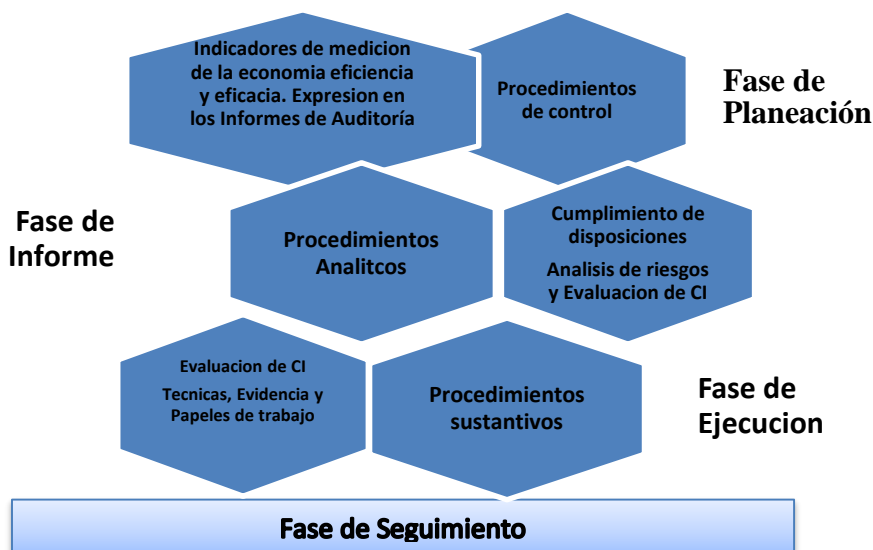 Indicadores de medicion
de la economia eficiencia
y eficacia. Expresion en
los Informes de Auditoría
Procedimientos
de control
Fase de
Planeación
Fase de
Informe
Procedimientos
Analitcos
Cumplimiento de
disposiciones
Analisis de riesgos
y Evaluacion de CI
Evaluacion de CI
Tecnicas, Evidencia y
Papeles de trabajo
Procedimientos
sustantivos
Fase de
Ejecucion
Fase de Seguimiento